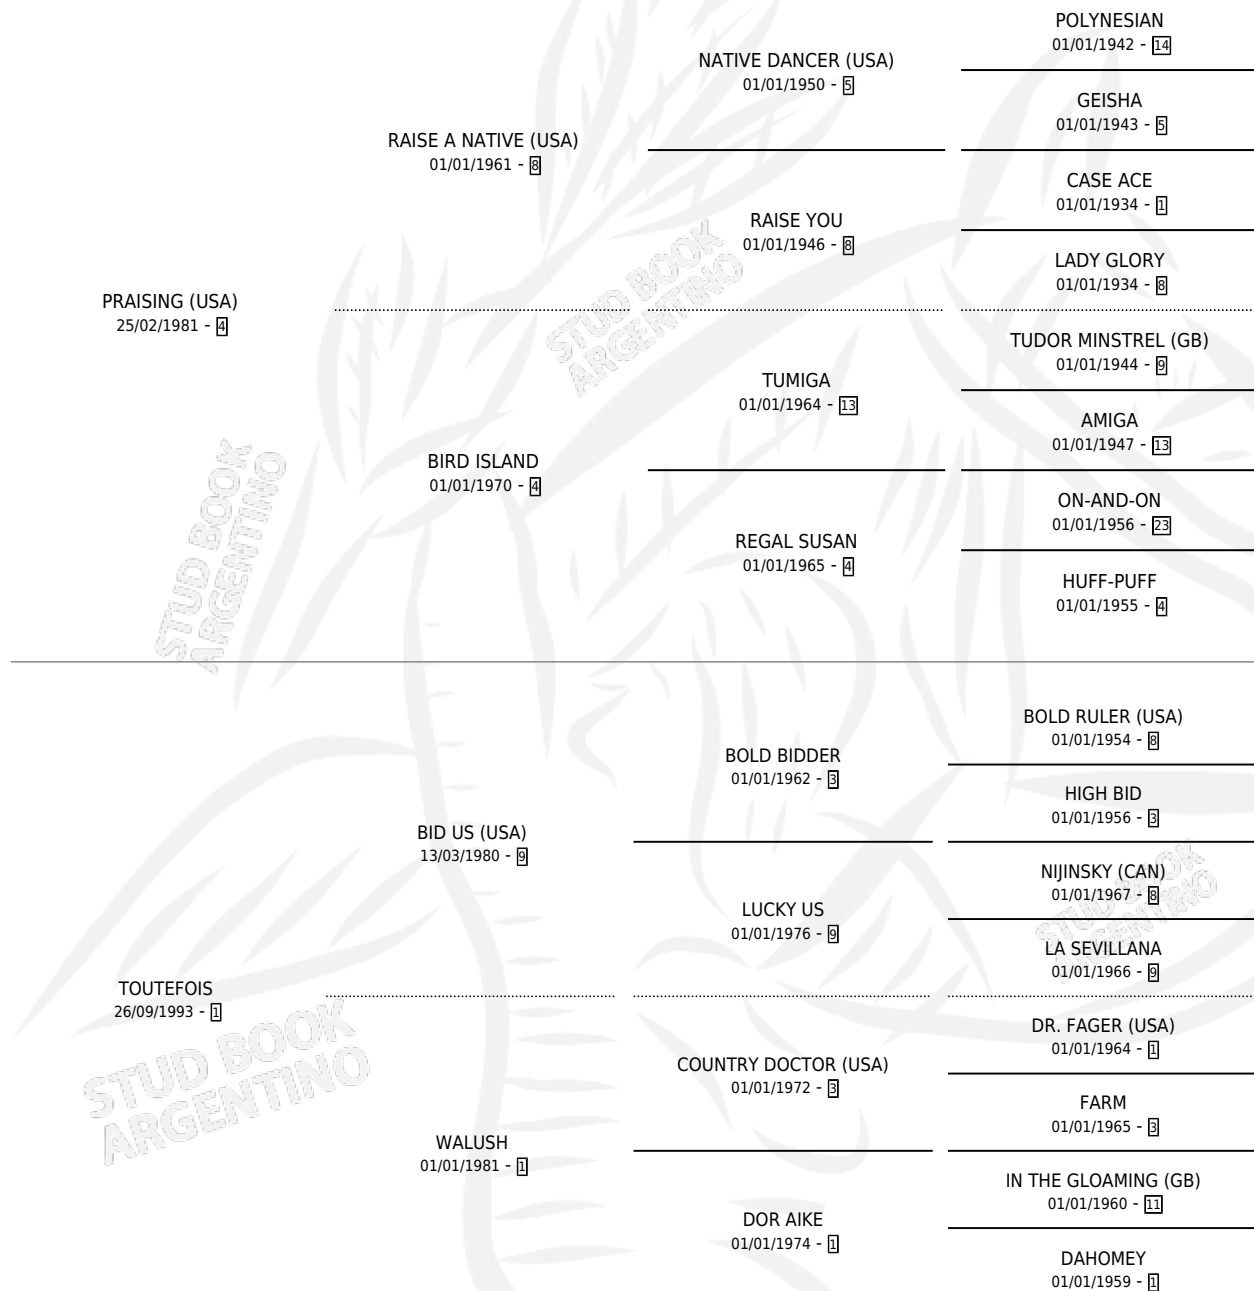 POLYNESIAN
01/01/1942 - 14
NATIVE DANCER (USA)
01/01/1950 - 5
GEISHA
01/01/1943 - 5
RAISE A NATIVE (USA)
01/01/1961 - 8
CASE ACE
01/01/1934 - 1
RAISE YOU
01/01/1946 - 8
LADY GLORY
01/01/1934 - 8
PRAISING (USA)
25/02/1981 - 4
TUDOR MINSTREL (GB)
01/01/1944 - 9
TUMIGA
01/01/1964 - 13
AMIGA
01/01/1947 - 13
BIRD ISLAND
01/01/1970 - 4
ON-AND-ON
01/01/1956 - 23
REGAL SUSAN
01/01/1965 - 4
HUFF-PUFF
01/01/1955 - 4
BOLD RULER (USA)
01/01/1954 - 8
BOLD BIDDER
01/01/1962 - 3
HIGH BID
01/01/1956 - 3
BID US (USA)
13/03/1980 - 9
NIJINSKY (CAN)
01/01/1967 - 8
LUCKY US
01/01/1976 - 9
LA SEVILLANA
01/01/1966 - 9
TOUTEFOIS
26/09/1993 - 1
DR. FAGER (USA)
01/01/1964 - 1
COUNTRY DOCTOR (USA)
01/01/1972 - 3
FARM
01/01/1965 - 3
WALUSH
01/01/1981 - 1
IN THE GLOAMING (GB)
01/01/1960 - 11
DOR AIKE
01/01/1974 - 1
DAHOMEY
01/01/1959 - 1
STUD BOOK
ARGENTINO
STUD BOOK
ARGENTINO
STUD BOOK
ARGENTINO
STUD BOOK
ARGENTINO